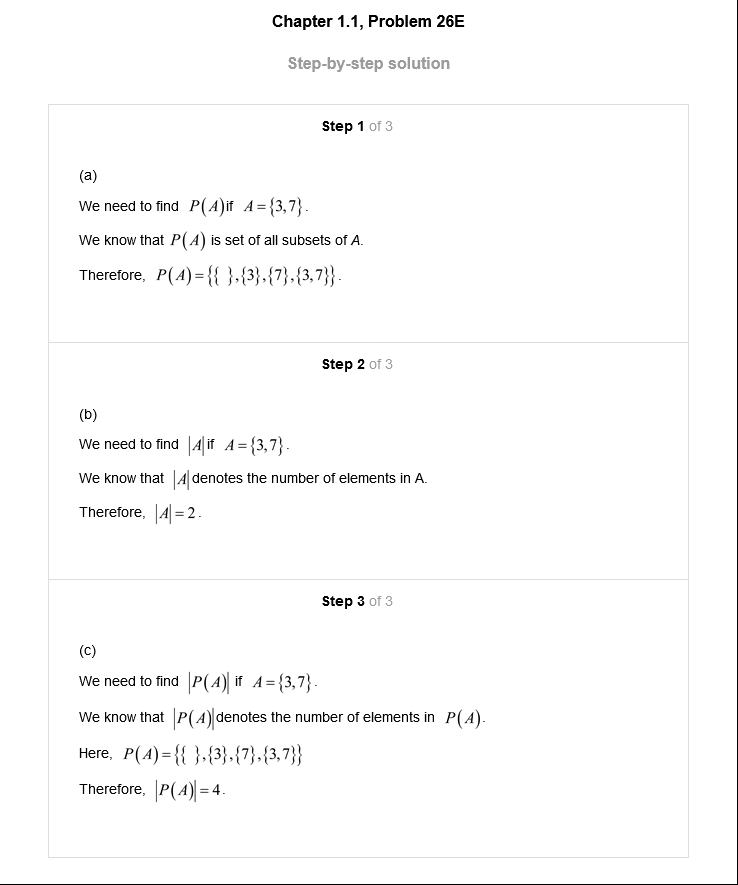 Chapter 1.1, Problem 26E
Step-by-step solution
Step 1 of 3
(a)
We need to find P(A)if A={3,7}.
We know that P(A) is set of all subsets of A.
Therefore, P(A)={{ },{3},{7},{3,7}}.
Step 2 of 3
(b)
We need to find |A|if A={3,7}.
We know that |A|denotes the number of elements in A.
Therefore, |A|=2.
Step 3 of 3
(c)
We need to find |P(A)| if A={3,7}.
We know that |P(A)|denotes the number of elements in P(A).
Here, P(A)={{ },{3},{7},{3,7}}
Therefore, |P(A)|=4.